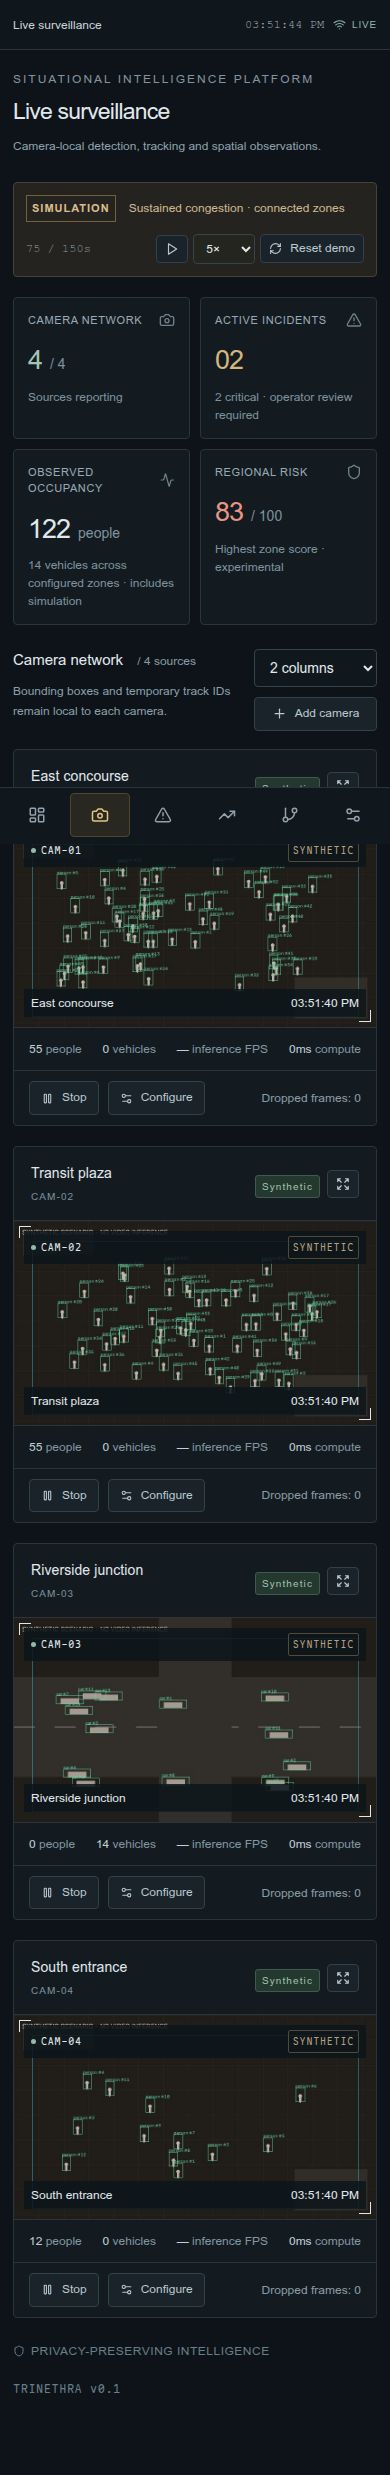 Live surveillance
03:51:44 PM LIVE
SITUATIONAL INTELLIGENCE PLATFORM
Live surveillance
Camera-local detection, tracking and spatial observations.
SIMULATION Sustained congestion · connected zones
75 / 150s 5× Reset demo
CAMERA NETWORK
4 / 4
Sources reporting
ACTIVE INCIDENTS
02
2 critical · operator review
required
OBSERVED
OCCUPANCY
122 people
14 vehicles across
configured zones · includes
simulation
REGIONAL RISK
83 / 100
Highest zone score ·
experimental
Camera network / 4 sources
Bounding boxes and temporary track IDs
remain local to each camera.
2 columns
Add camera
East concourse
Synthetic
CAM-01 SYNTHETIC
East concourse 03:51:40 PM
55 people 0 vehicles — inference FPS 0ms compute
Stop Configure Dropped frames: 0
Transit plaza
CAM-02
Synthetic
CAM-02 SYNTHETIC
Transit plaza 03:51:40 PM
55 people 0 vehicles — inference FPS 0ms compute
Stop Configure Dropped frames: 0
Riverside junction
CAM-03
Synthetic
CAM-03 SYNTHETIC
Riverside junction 03:51:40 PM
0 people 14 vehicles — inference FPS 0ms compute
Stop Configure Dropped frames: 0
South entrance
CAM-04
Synthetic
CAM-04 SYNTHETIC
South entrance 03:51:40 PM
12 people 0 vehicles — inference FPS 0ms compute
Stop Configure Dropped frames: 0
PRIVACY-PRESERVING INTELLIGENCE
TRINETHRA v0.1